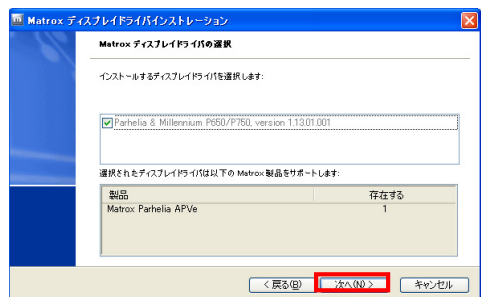 Matrox ディスプレイドライバインストレーション
Matrox ディスプレイドライバの選択
インストールするディスプレイドライバを選択します:
Parhelia & Millennium P650/P750, version 1.13.01.001
選択されたディスプレイドライバは以下の Matrox 製品をサポートします:
製品 存在する
Matrox Parhelia APVe 1
< 戻る(B) 次へ(N) > キャンセル